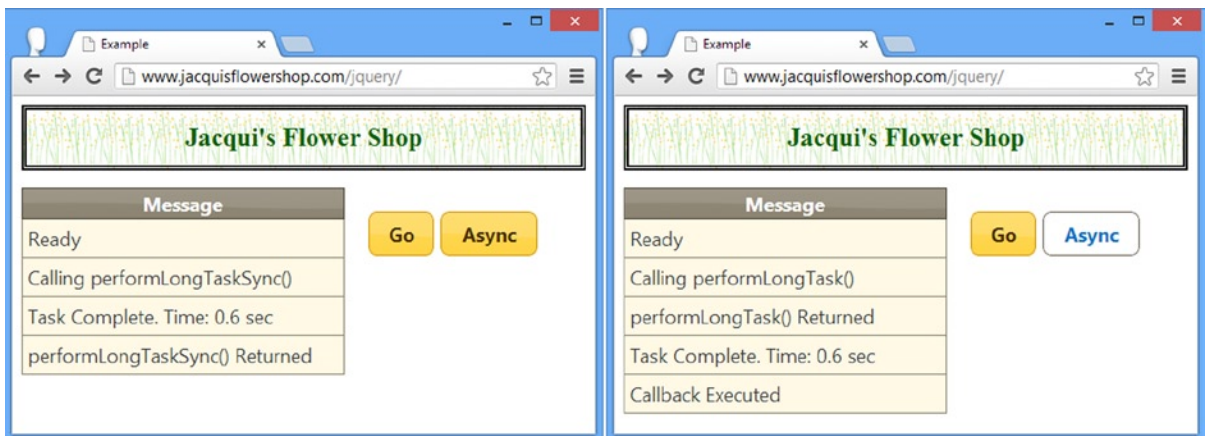 Example
www.jacquisflowershop.com/jquery/
Jacqui's Flower Shop
Message
Ready
Calling performLongTaskSync()
Task Complete. Time: 0.6 sec
performLongTaskSync() Returned
Go
Async
Example
www.jacquisflowershop.com/jquery/
Jacqui's Flower Shop
Message
Ready
Calling performLongTask()
performLongTask() Returned
Task Complete. Time: 0.6 sec
Callback Executed
Go
Async